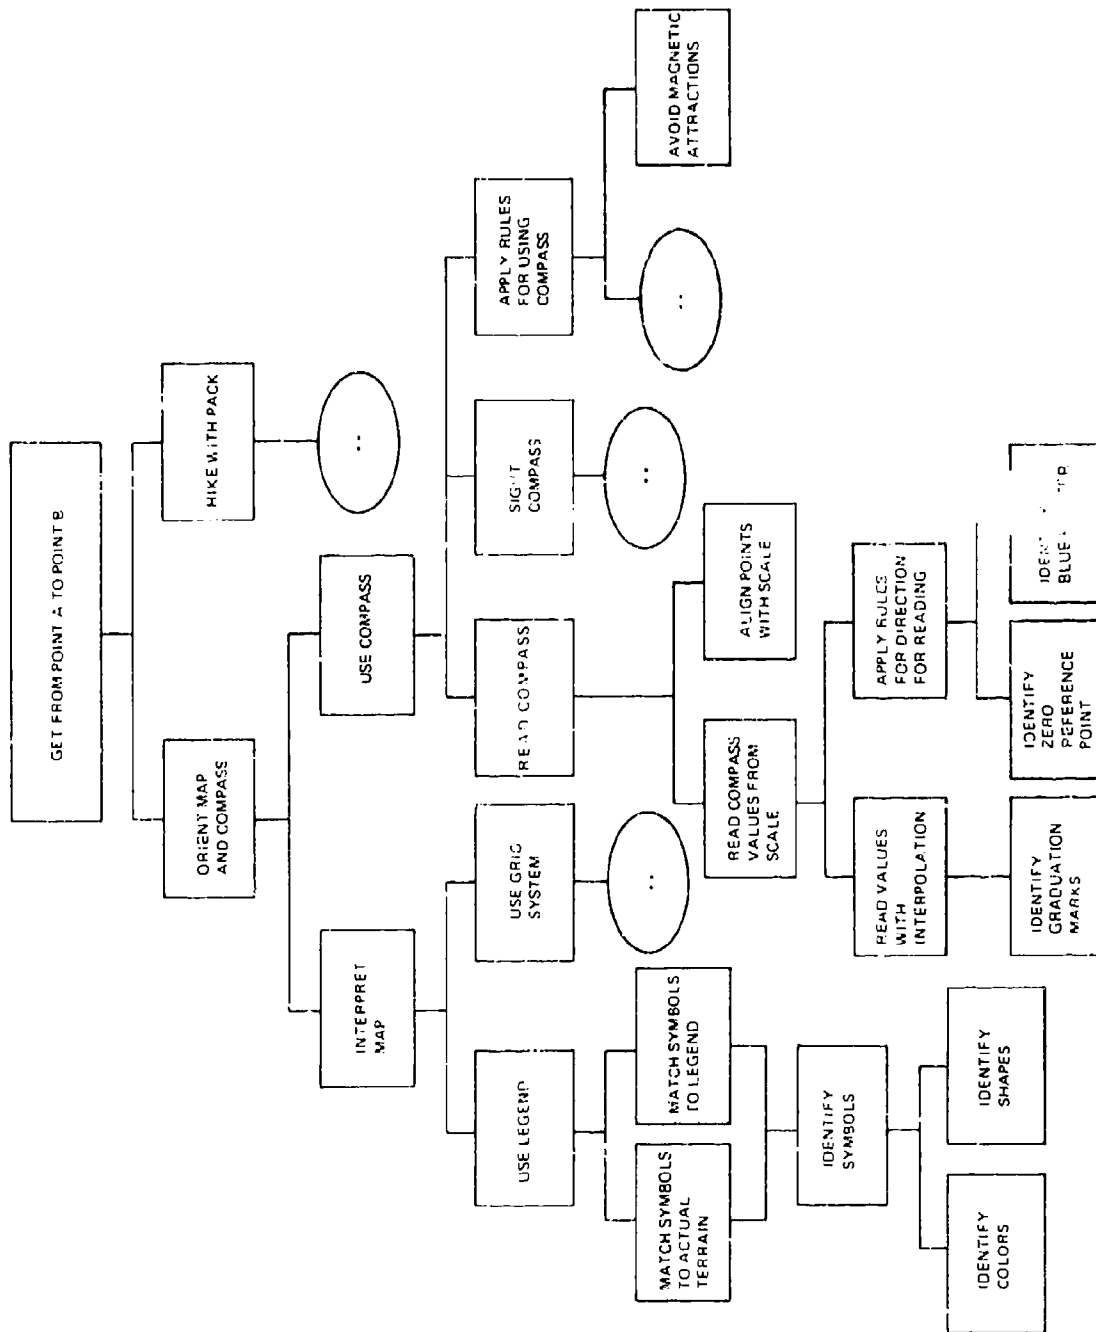 GET FROM POINT A TO POINT B
ORIENT MAP
AND COMPASS
HIKE WITH PACK
INTERPRET
MAP
USE COMPASS
USE LEGEND
USE GRID
SYSTEM
READ COMPASS
SIGHT
COMPASS
APPLY RULES
FOR USING
COMPASS
MATCH SYMBOLS
TO ACTUAL
TERRAIN
MATCH SYMBOLS
TO LEGEND
AVOID MAGNETIC
ATTRACTIONS
READ COMPASS
VALUES FROM
SCALE
ALIGN POINTS
WITH SCALE
IDENTIFY
SYMBOLS
READ VALUES
WITH
INTERPOLATION
APPLY RULES
FOR DIRECTION
FOR READING
IDENTIFY
COLORS
IDENTIFY
SHAPES
IDENTIFY
GRADUATION
MARKS
IDENTIFY
ZERO
REFERENCE
POINT
BLUE